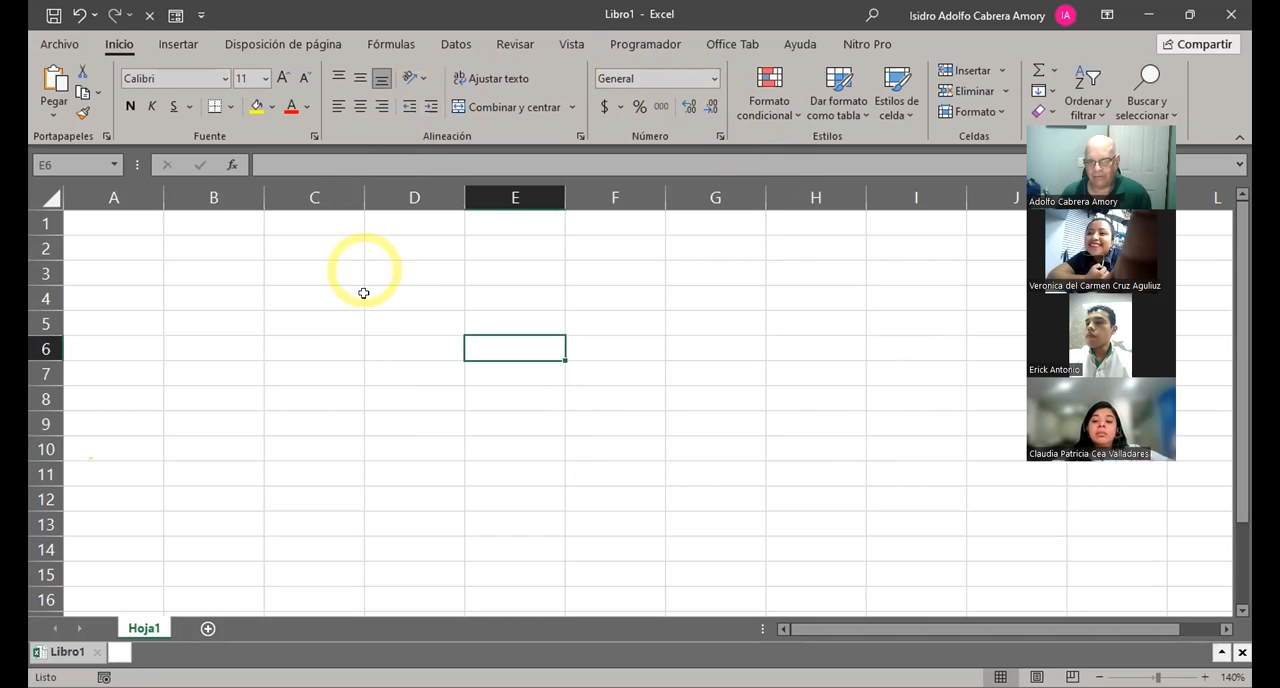 Libro1 - Excel
Isidro Adolfo Cabrera Amory
IA
Archivo
Inicio
Insertar
Disposición de página
Fórmulas
Datos
Revisar
Vista
Programador
Office Tab
Ayuda
Nitro Pro
Compartir
Pegar
Portapapeles
Calibri
11
A A
N K S
A
Fuente
Ajustar texto
Combinar y centrar
Alineación
General
$ % 000
Número
Formato condicional
Dar formato como tabla
Estilos de celda
Estilos
Insertar
Eliminar
Formato
Celdas
Ordenar y filtrar
Buscar y seleccionar
E6
fx
A B C D E F G H I J L
1
2
3
4
5
6
7
8
9
10
11
12
13
14
15
16
Adolfo Cabrera Amory
Veronica del Carmen Cruz Aguliuz
Erick Antonio
Claudia Patricia Cea Valladares
Hoja1
Libro1
Listo
140%